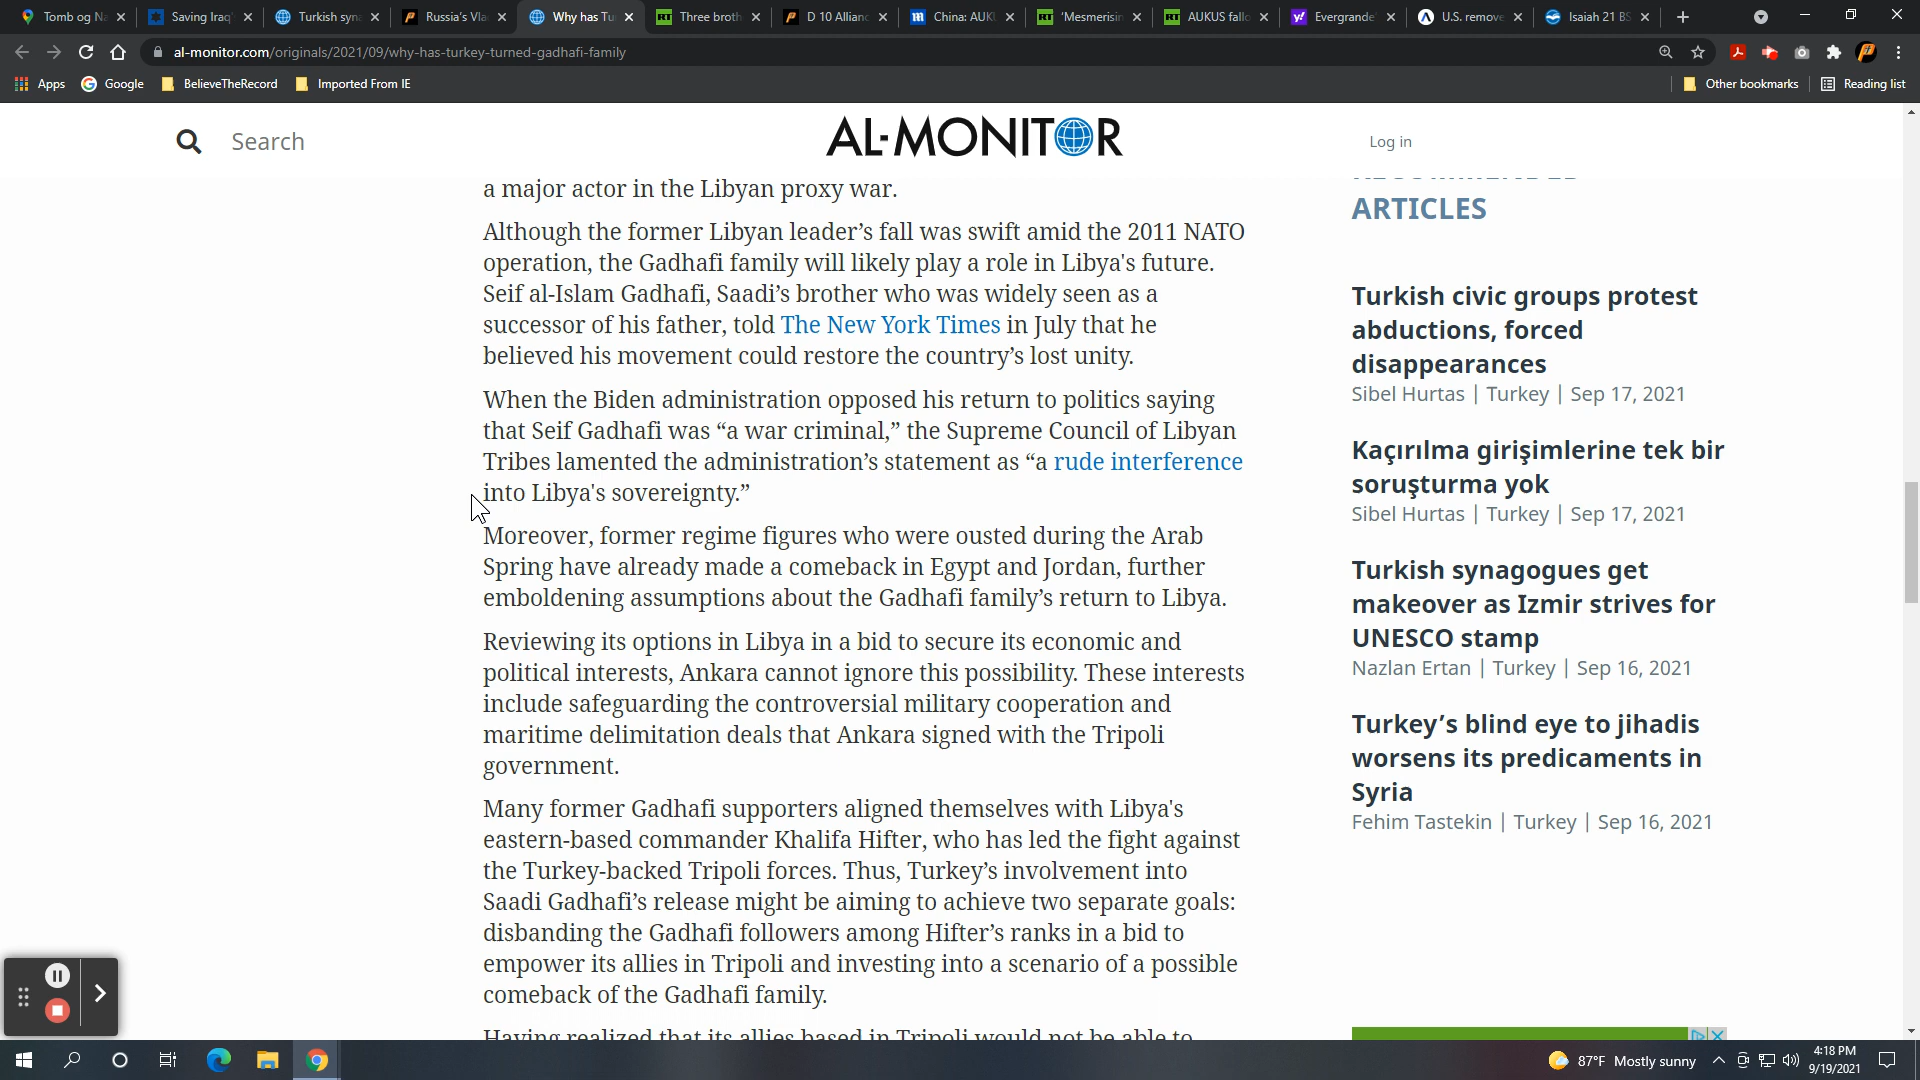 Tomb og Na
Saving Iraq'
Turkish syna
Russia's Vla
Why has Tu
Three broth
D 10 Allianc
China: AUKU
'Mesmerisin
AUKUS fallo
Evergrande'
U.S. remove
Isaiah 21 BS
al-monitor.com/originals/2021/09/why-has-turkey-turned-gadhafi-family
Apps
Google
BelieveTheRecord
Imported From IE
Other bookmarks
Reading list
Search
AL-MONITOR
Log in
a major actor in the Libyan proxy war.
Although the former Libyan leader’s fall was swift amid the 2011 NATO
operation, the Gadhafi family will likely play a role in Libya's future.
Seif al-Islam Gadhafi, Saadi’s brother who was widely seen as a
successor of his father, told The New York Times in July that he
believed his movement could restore the country’s lost unity.
When the Biden administration opposed his return to politics saying
that Seif Gadhafi was “a war criminal,” the Supreme Council of Libyan
Tribes lamented the administration’s statement as “a rude interference
into Libya's sovereignty.”
Moreover, former regime figures who were ousted during the Arab
Spring have already made a comeback in Egypt and Jordan, further
emboldening assumptions about the Gadhafi family’s return to Libya.
Reviewing its options in Libya in a bid to secure its economic and
political interests, Ankara cannot ignore this possibility. These interests
include safeguarding the controversial military cooperation and
maritime delimitation deals that Ankara signed with the Tripoli
government.
Many former Gadhafi supporters aligned themselves with Libya's
eastern-based commander Khalifa Hifter, who has led the fight against
the Turkey-backed Tripoli forces. Thus, Turkey’s involvement into
Saadi Gadhafi’s release might be aiming to achieve two separate goals:
disbanding the Gadhafi followers among Hifter’s ranks in a bid to
empower its allies in Tripoli and investing into a scenario of a possible
comeback of the Gadhafi family.
Having realized that its allies based in Tripoli would not be able to
RECOMMENDED
ARTICLES
Turkish civic groups protest
abductions, forced
disappearances
Sibel Hurtas | Turkey | Sep 17, 2021
Kaçırılma girişimlerine tek bir
soruşturma yok
Sibel Hurtas | Turkey | Sep 17, 2021
Turkish synagogues get
makeover as Izmir strives for
UNESCO stamp
Nazlan Ertan | Turkey | Sep 16, 2021
Turkey’s blind eye to jihadis
worsens its predicaments in
Syria
Fehim Tastekin | Turkey | Sep 16, 2021
87°F Mostly sunny
4:18 PM
9/19/2021